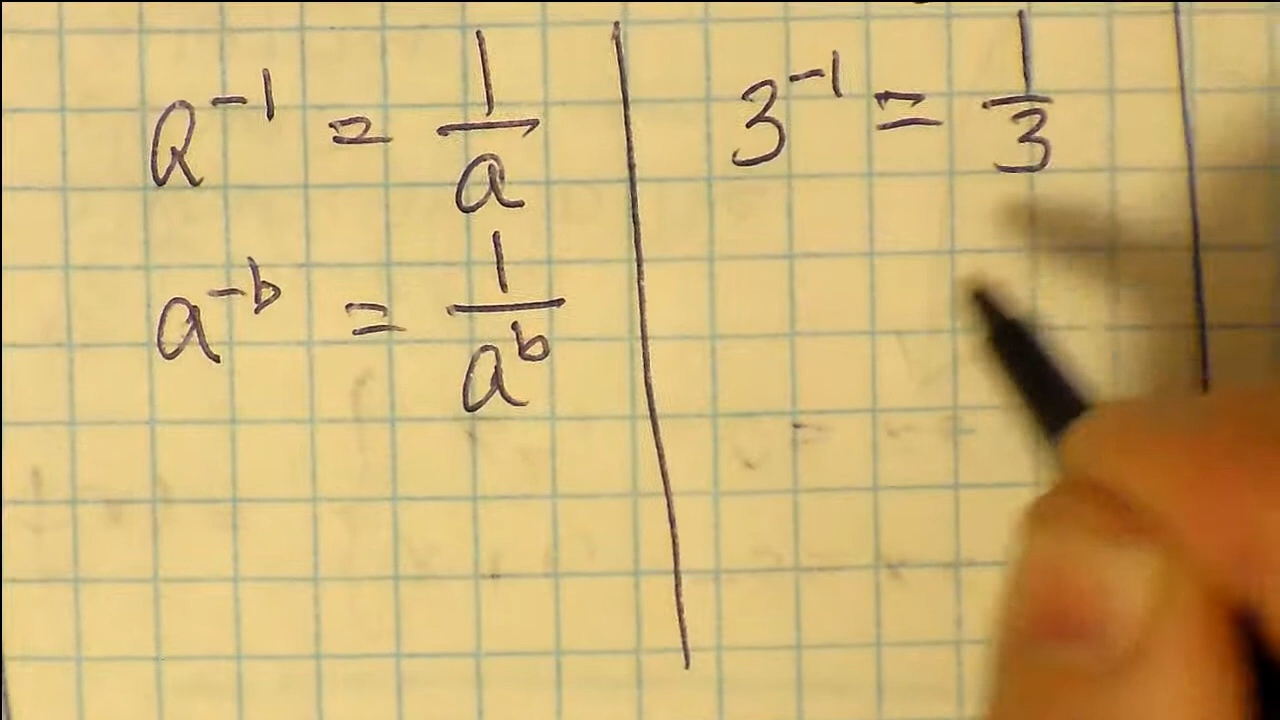 a⁻¹ = 1/a
a⁻ᵇ = 1/aᵇ
3⁻¹ = 1/3